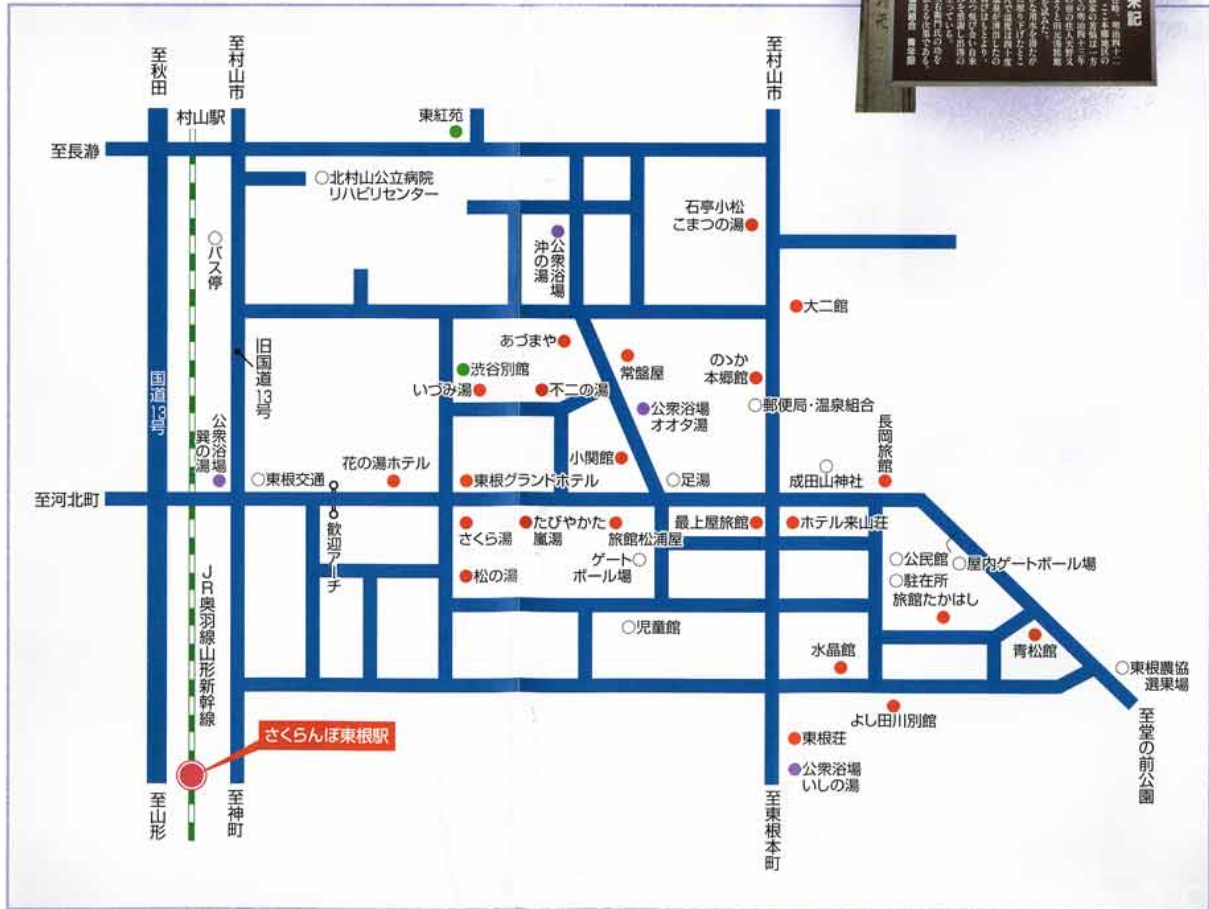 来記
至秋田
至村山市
至村山市
村山駅
東紅苑
至長瀞
○北村山公立病院
リハビリセンター
石亭小松
こまつの湯
○バス停
公衆浴場
沖の湯
大二館
旧国道13号
あづまや
常盤屋
のゝか
本郷館
渋谷別館
いづみ湯
不二の湯
国道13号
公衆浴場
オオタ湯
○郵便局・温泉組合
公衆浴場
巽の湯
長岡旅館
花の湯ホテル
小関館
○東根交通
東根グランドホテル
○足湯
成田山神社
至河北町
歓迎アーチ
さくら湯
たびやかた
嵐湯
旅館松浦屋
最上屋旅館
ホテル来山荘
ゲート
ボール場
○公民館
○屋内ゲートボール場
松の湯
○駐在所
旅館たかはし
JR奥羽線山形新幹線
○児童館
水晶館
青松館
○東根農協
選果場
よし田川別館
さくらんぼ東根駅
東根荘
公衆浴場
いしの湯
至堂の前公園
至山形
至神町
至東根本町